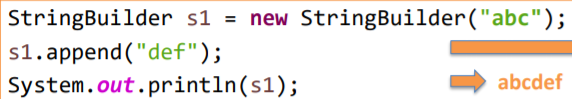 StringBuilder s1 = new StringBuilder("abc");
s1.append("def");
System.out.println(s1); abcdef